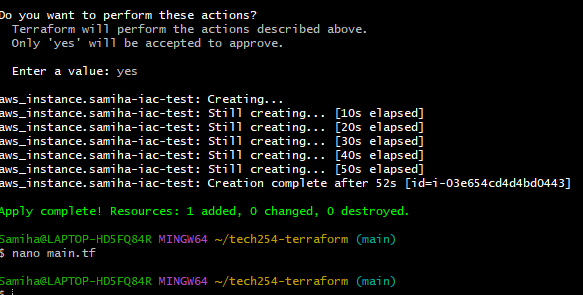 Do you want to perform these actions?
  Terraform will perform the actions described above.
  Only 'yes' will be accepted to approve.
  Enter a value: yes
aws_instance.samiha-iac-test: Creating...
aws_instance.samiha-iac-test: Still creating... [10s elapsed]
aws_instance.samiha-iac-test: Still creating... [20s elapsed]
aws_instance.samiha-iac-test: Still creating... [30s elapsed]
aws_instance.samiha-iac-test: Still creating... [40s elapsed]
aws_instance.samiha-iac-test: Still creating... [50s elapsed]
aws_instance.samiha-iac-test: Creation complete after 52s [id=i-03e654cd4d4bd0443]
Apply complete! Resources: 1 added, 0 changed, 0 destroyed.
Samiha@LAPTOP-HD5FQ84R MINGW64 ~/tech254-terraform (main)
$ nano main.tf
Samiha@LAPTOP-HD5FQ84R MINGW64 ~/tech254-terraform (main)
$